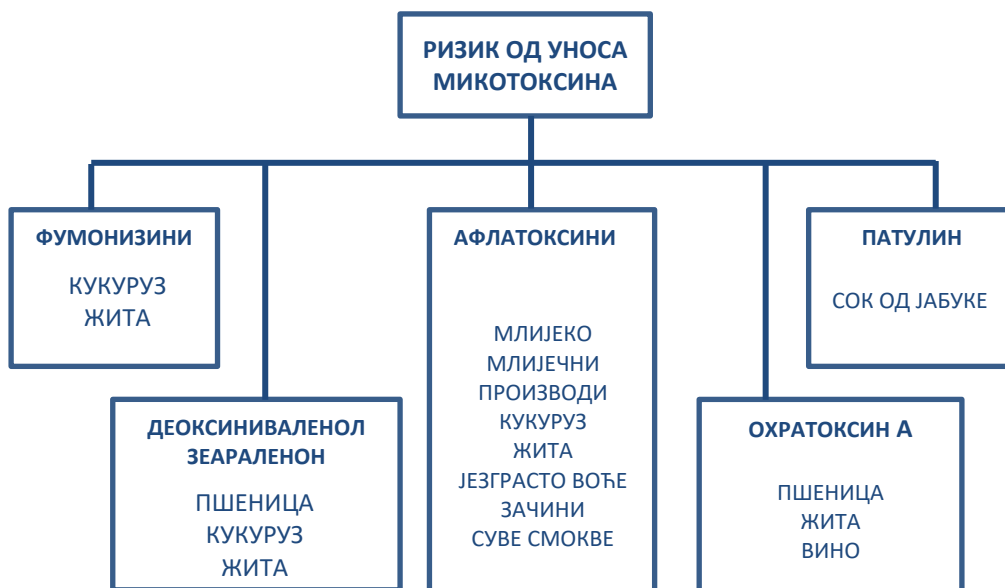 РИЗИК ОД УНОСА
МИКОТОКСИНА
ФУМОНИЗИНИ
КУКУРУЗ
ЖИТА
ДЕОКСИНИВАЛЕНОЛ
ЗЕАРАЛЕНОН
ПШЕНИЦА
КУКУРУЗ
ЖИТА
АФЛАТОКСИНИ
МЛИЈЕКО
МЛИЈЕЧНИ
ПРОИЗВОДИ
КУКУРУЗ
ЖИТА
ЈЕЗГРАСТО ВОЋЕ
ЗАЧИНИ
СУВЕ СМОКВЕ
ОХРАТОКСИН А
ПШЕНИЦА
ЖИТА
ВИНО
ПАТУЛИН
СОК ОД ЈАБУКЕ